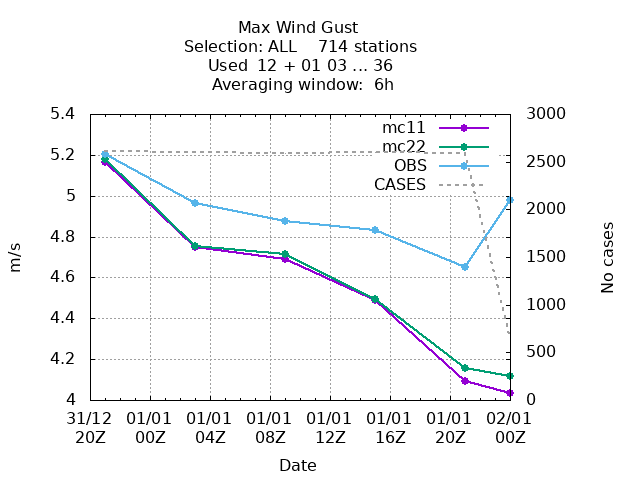 Max Wind Gust
Selection: ALL    714 stations
Used  12 + 01 03 ... 36
Averaging window:  6h
5.4
5.2
5
4.8
4.6
4.4
4.2
4
3000
2500
2000
1500
1000
500
0
mc11
mc22
OBS
CASES
m/s
No cases
31/12 01/01 01/01 01/01 01/01 01/01 01/01 02/01
20Z 00Z 04Z 08Z 12Z 16Z 20Z 00Z
Date